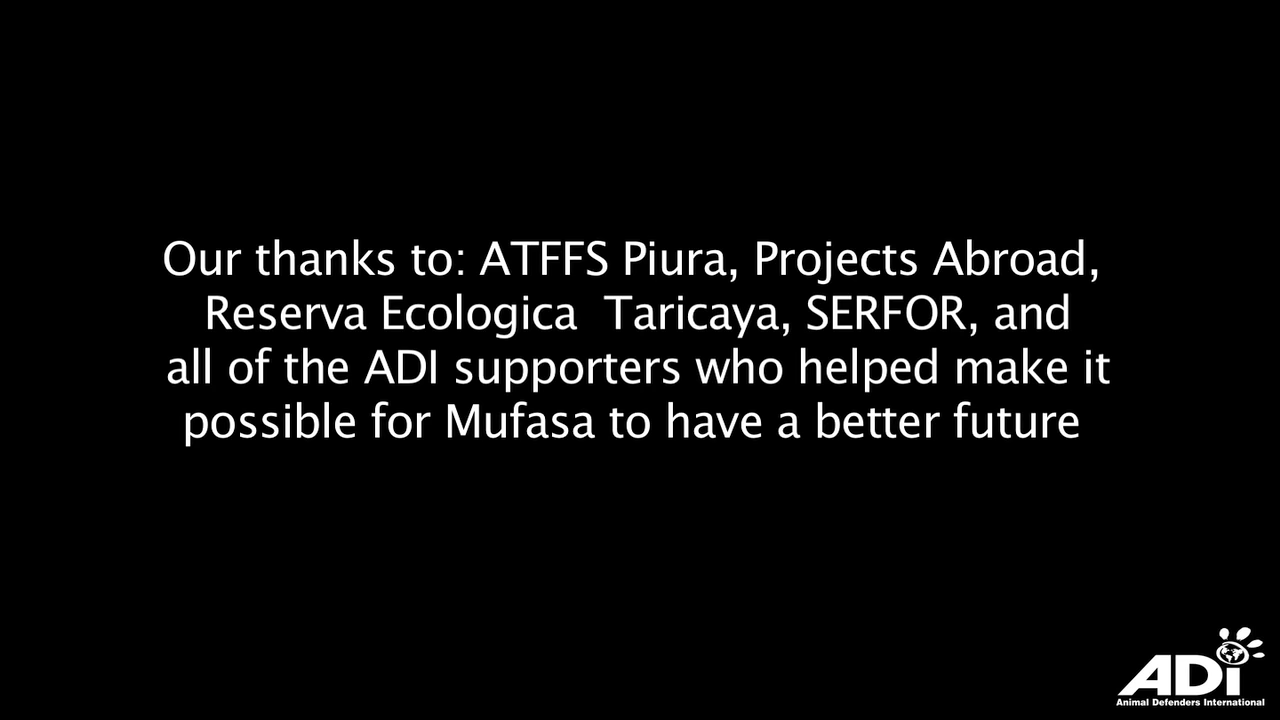 Our thanks to: ATFFS Piura, Projects Abroad,
Reserva Ecologica  Taricaya, SERFOR, and
all of the ADI supporters who helped make it
possible for Mufasa to have a better future
ADi
Animal Defenders International